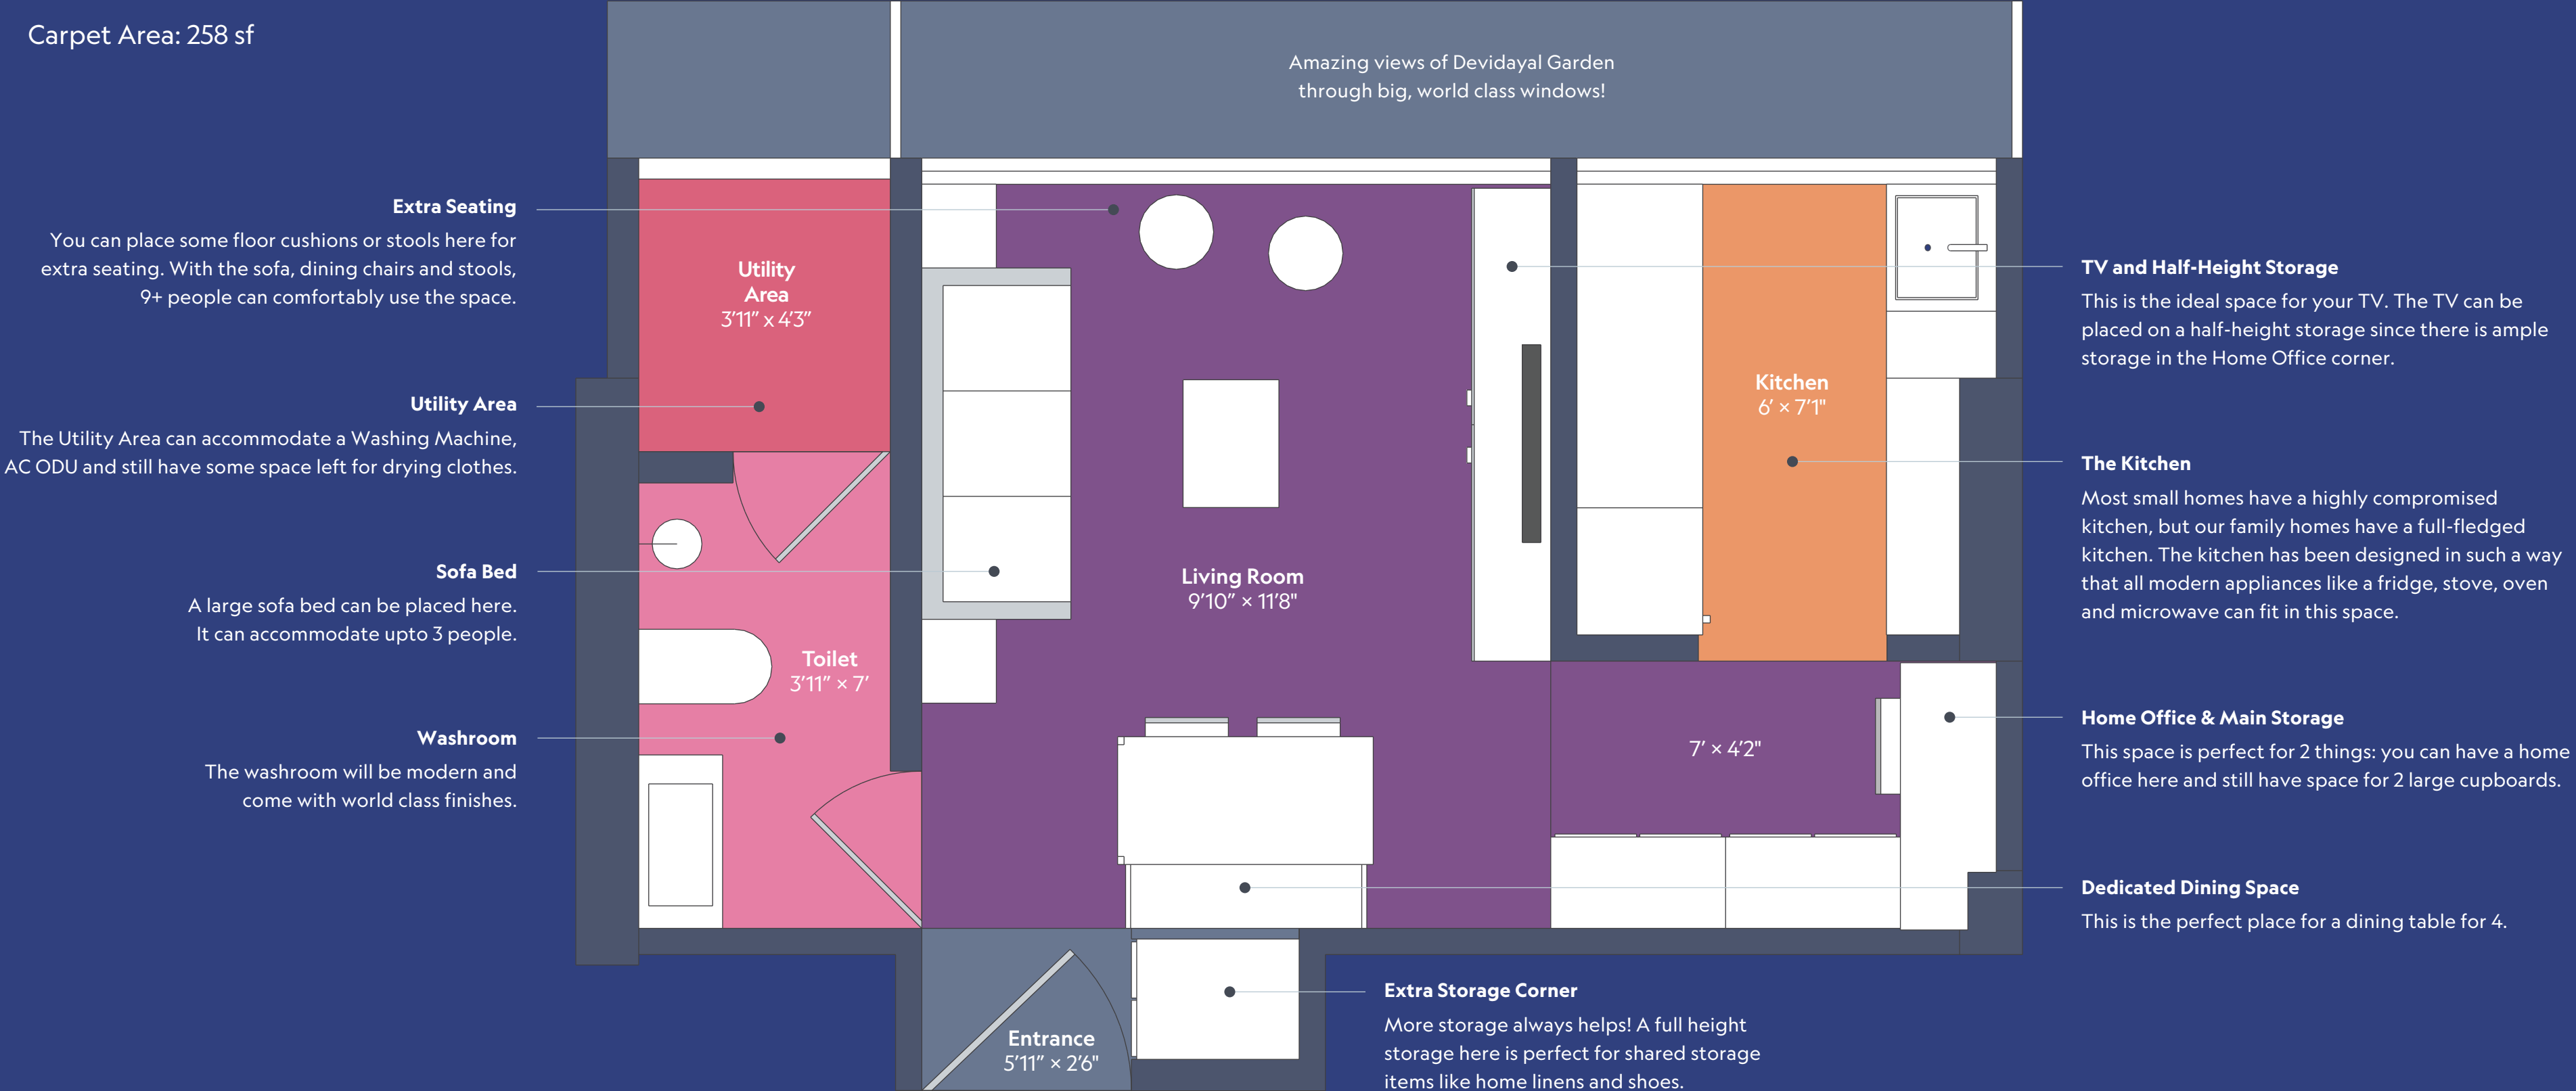 Carpet Area: 258 sf
Amazing views of Devidayal Garden
through big, world class windows!
Extra Seating
You can place some floor cushions or stools here for
extra seating. With the sofa, dining chairs and stools,
9+ people can comfortably use the space.
Utility Area
The Utility Area can accommodate a Washing Machine,
AC ODU and still have some space left for drying clothes.
Sofa Bed
A large sofa bed can be placed here.
It can accommodate upto 3 people.
Washroom
The washroom will be modern and
come with world class finishes.
Utility
Area
3'11" x 4'3"
Toilet
3'11" × 7'
Living Room
9'10" × 11'8"
Kitchen
6' × 7'1"
7' × 4'2"
Entrance
5'11" × 2'6"
TV and Half-Height Storage
This is the ideal space for your TV. The TV can be
placed on a half-height storage since there is ample
storage in the Home Office corner.
The Kitchen
Most small homes have a highly compromised
kitchen, but our family homes have a full-fledged
kitchen. The kitchen has been designed in such a way
that all modern appliances like a fridge, stove, oven
and microwave can fit in this space.
Home Office & Main Storage
This space is perfect for 2 things: you can have a home
office here and still have space for 2 large cupboards.
Dedicated Dining Space
This is the perfect place for a dining table for 4.
Extra Storage Corner
More storage always helps! A full height
storage here is perfect for shared storage
items like home linens and shoes.